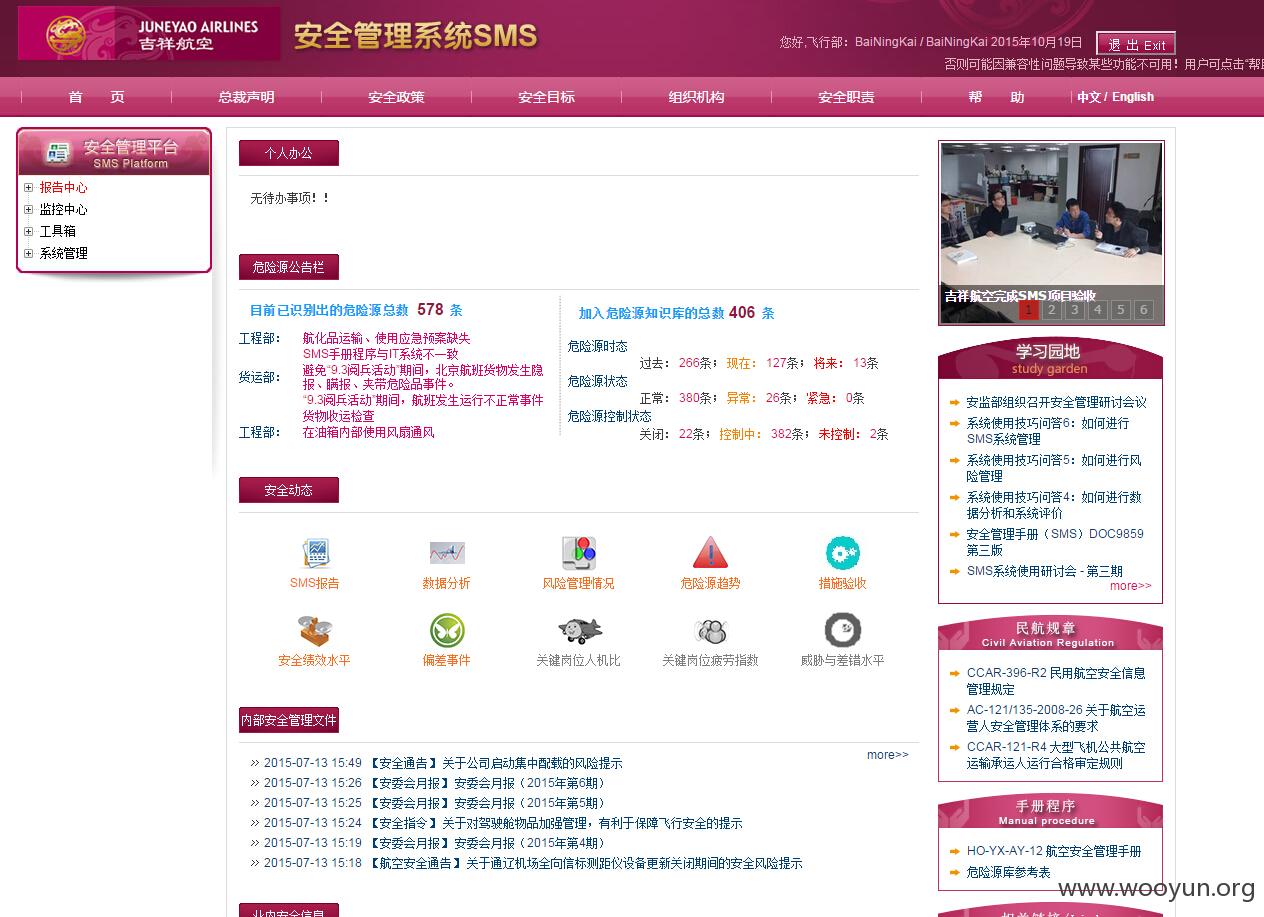 JUNEYAO AIRLINES
吉祥航空
安全管理系统SMS
您好,飞行部：BaiNingKai / BaiNingKai 2015年10月19日
退 出 Exit
否则可能因兼容性问题导致某些功能不可用！用户可点击“帮
首 页
总裁声明
安全政策
安全目标
组织机构
安全职责
帮 助
中文 / English
安全管理平台
SMS Platform
报告中心
监控中心
工具箱
系统管理
个人办公
无待办事项！！
危险源公告栏
目前已识别出的危险源总数 578 条
工程部： 航化品运输、使用应急预案缺失
SMS手册程序与IT系统不一致
货运部： 避免“9.3阅兵活动”期间，北京航班货物发生隐
报、瞒报、夹带危险品事件。
“9.3阅兵活动”期间，航班发生运行不正常事件
货物收运检查
工程部： 在油箱内部使用风扇通风
加入危险源知识库的总数 406 条
危险源时态
过去： 266条； 现在： 127条； 将来： 13条
危险源状态
正常： 380条； 异常： 26条； 紧急： 0条
危险源控制状态
关闭： 22条； 控制中： 382条； 未控制： 2条
安全动态
SMS报告
数据分析
风险管理情况
危险源趋势
措施验收
安全绩效水平
偏差事件
关键岗位人机比
关键岗位疲劳指数
威胁与差错水平
内部安全管理文件
more>>
2015-07-13 15:49 【安全通告】关于公司启动集中配载的风险提示
2015-07-13 15:26 【安委会月报】安委会月报（2015年第6期）
2015-07-13 15:25 【安委会月报】安委会月报（2015年第5期）
2015-07-13 15:24 【安全指令】关于对驾驶舱物品加强管理，有利于保障飞行安全的提示
2015-07-13 15:19 【安委会月报】安委会月报（2015年第4期）
2015-07-13 15:18 【航空安全通告】关于通辽机场全向信标测距仪设备更新关闭期间的安全风险提示
业内安全信息
吉祥航空完成SMS项目验收
1 2 3 4 5 6
学习园地
study garden
安监部组织召开安全管理研讨会议
系统使用技巧问答6：如何进行
SMS系统管理
系统使用技巧问答5：如何进行风
险管理
系统使用技巧问答4：如何进行数
据分析和系统评价
安全管理手册（SMS）DOC9859
第三版
SMS系统使用研讨会 - 第三期
more>>
民航规章
Civil Aviation Regulation
CCAR-396-R2 民用航空安全信息
管理规定
AC-121/135-2008-26 关于航空运
营人安全管理体系的要求
CCAR-121-R4 大型飞机公共航空
运输承运人运行合格审定规则
手册程序
Manual procedure
HO-YX-AY-12 航空安全管理手册
危险源库参考表
www.wooyun.org